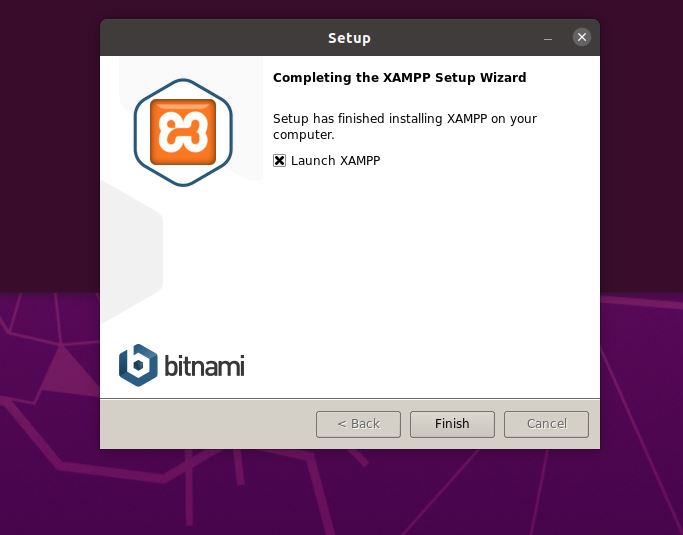 Setup
Completing the XAMPP Setup Wizard
Setup has finished installing XAMPP on your
computer.
Launch XAMPP
bitnami
< Back
Finish
Cancel